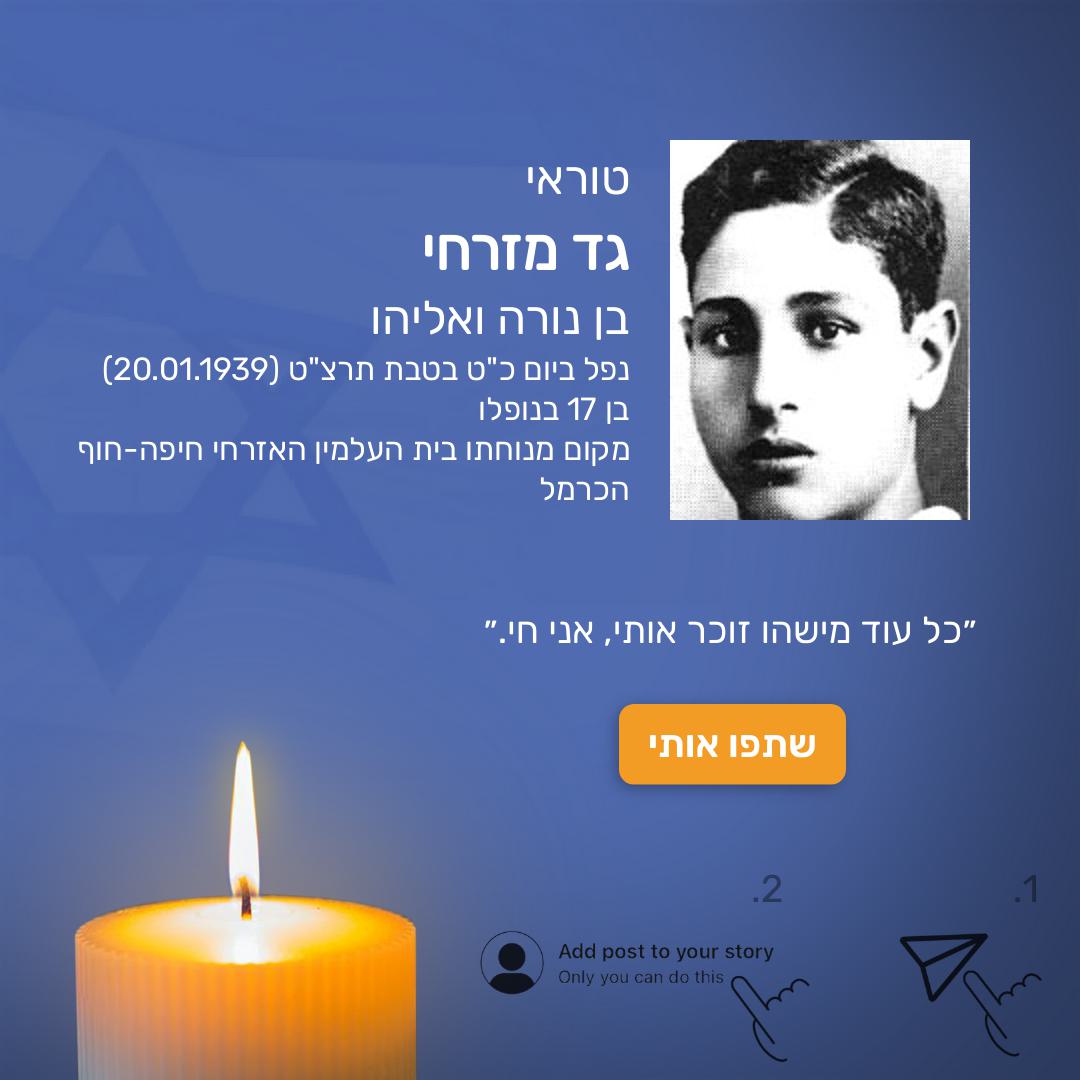 טוראי
גד מזרחי
בן נורה ואליהו
נפל ביום כ"ט בטבת תרצ"ט (20.01.1939)
בן 17 בנופלו
מקום מנוחתו בית העלמין האזרחי חיפה-חוף
הכרמל
״כל עוד מישהו זוכר אותי, אני חי.״
שתפו אותי
1.
2.
Add post to your story
Only you can do this